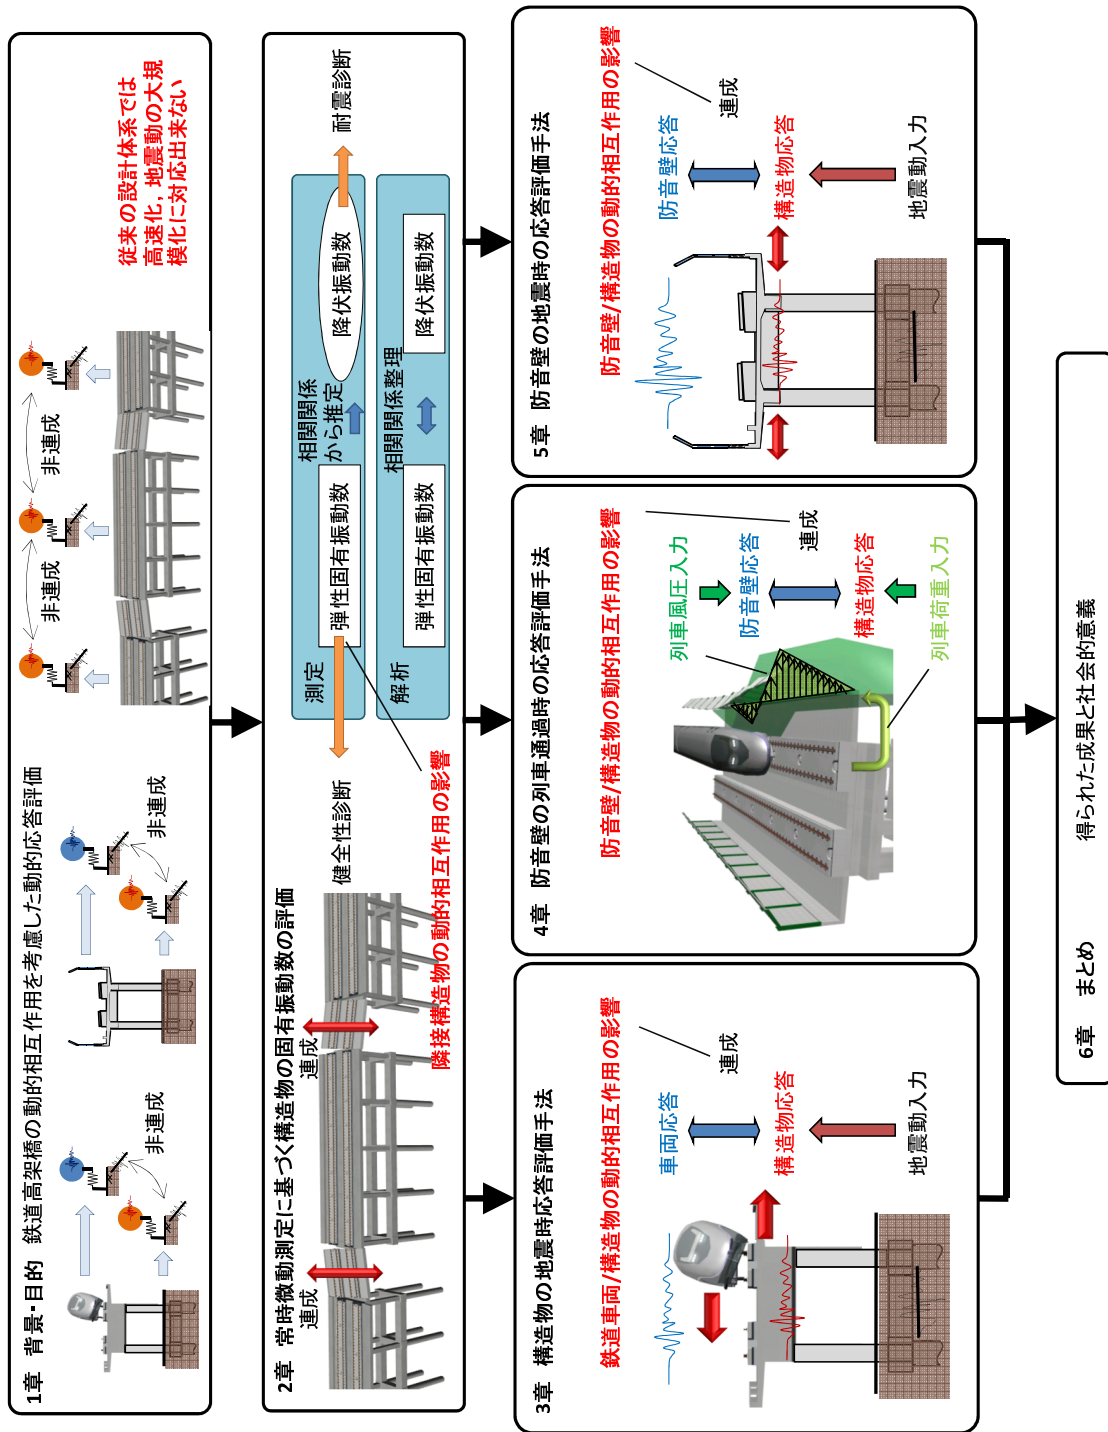 1章 背景・目的 鉄道高架橋の動的相互作用を考慮した動的応答評価
非連成
非連成
非連成
非連成
従来の設計体系では
高速化，地震動の大規
模化に対応出来ない
2章 常時微動測定に基づく構造物の固有振動数の評価
連成
連成
隣接構造物の動的相互作用の影響
健全性診断
測定
弾性固有振動数
相関関係
から推定
降伏振動数
耐震診断
解析
弾性固有振動数
相関関係整理
降伏振動数
3章 構造物の地震時応答評価手法
鉄道車両/構造物の動的相互作用の影響
連成
車両応答
構造物応答
地震動入力
4章 防音壁の列車通過時の応答評価手法
防音壁/構造物の動的相互作用の影響
連成
列車風圧入力
防音壁応答
構造物応答
列車荷重入力
5章 防音壁の地震時の応答評価手法
防音壁/構造物の動的相互作用の影響
連成
防音壁応答
構造物応答
地震動入力
6章 まとめ 得られた成果と社会的意義